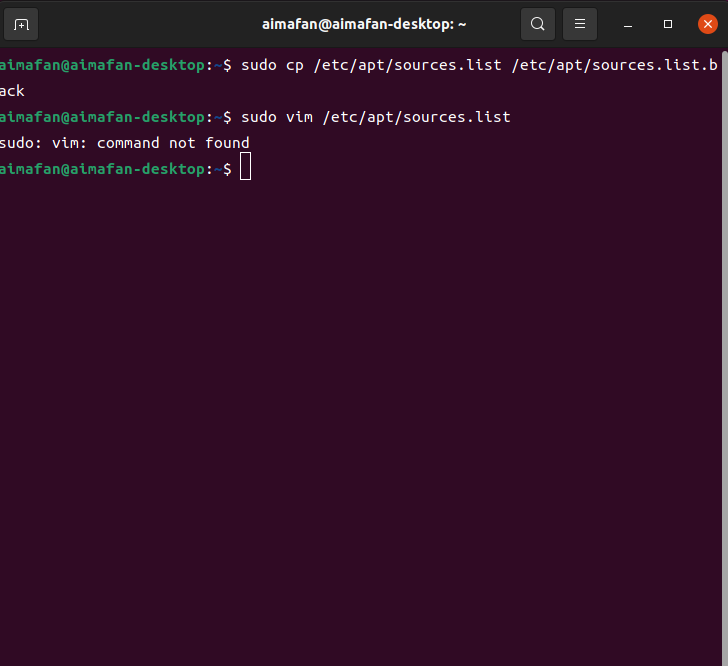 aimafan@aimafan-desktop: ~
aimafan@aimafan-desktop:~$ sudo cp /etc/apt/sources.list /etc/apt/sources.list.b
ack
aimafan@aimafan-desktop:~$ sudo vim /etc/apt/sources.list
sudo: vim: command not found
aimafan@aimafan-desktop:~$